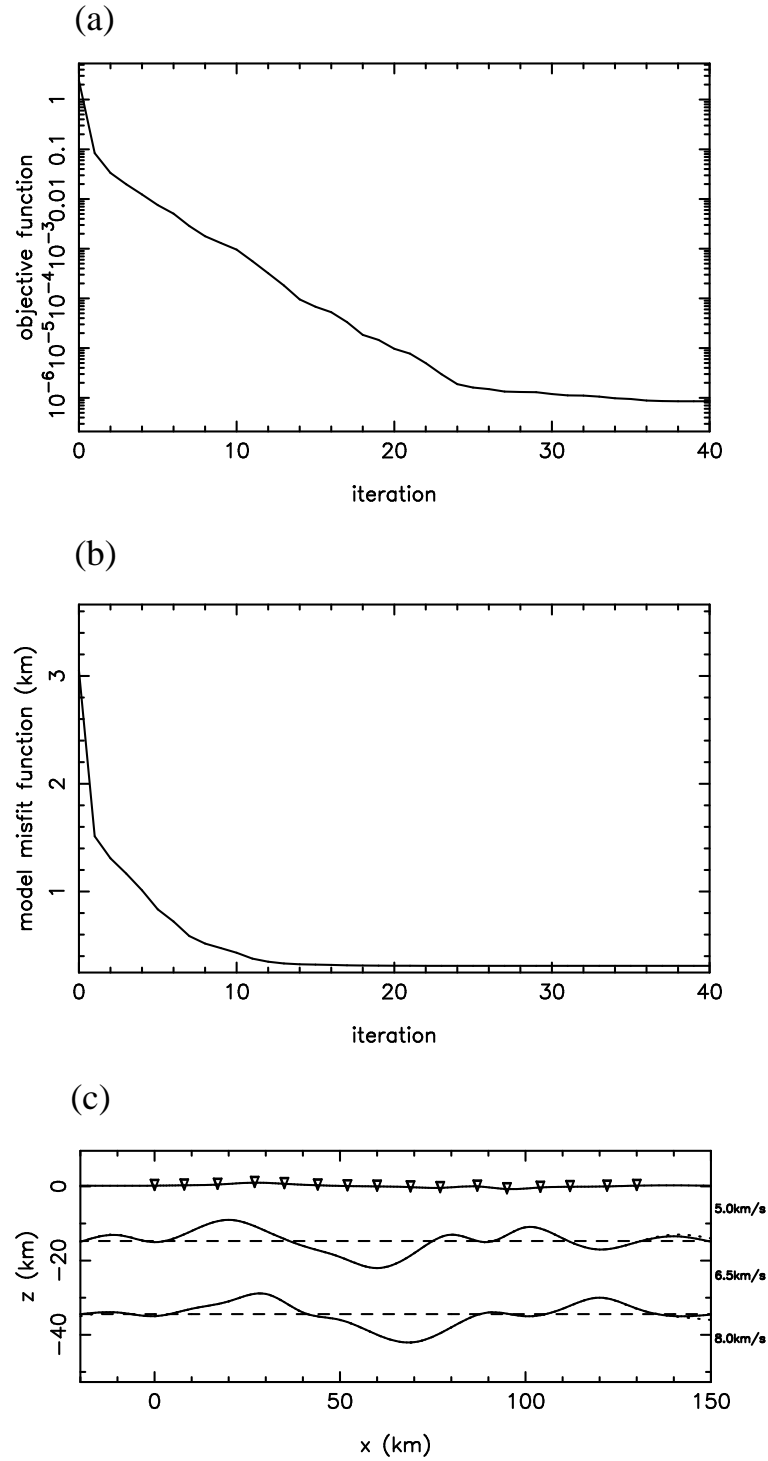 (a)
objective function
1
0.1
0.01
10⁻³
10⁻⁴
10⁻⁵
10⁻⁶
0 10 20 30 40
iteration
(b)
model misfit function (km)
3
2
1
0 10 20 30 40
iteration
(c)
z (km)
0
−20
−40
5.0km/s
6.5km/s
8.0km/s
0 50 100 150
x (km)